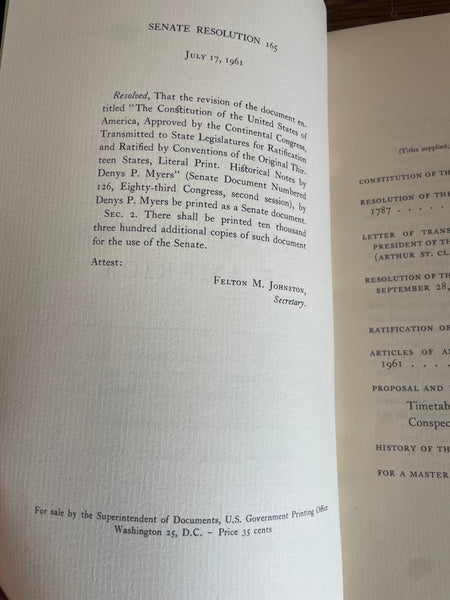 SENATE RESOLUTION 165
July 17, 1961
Resolved, That the revision of the document en-
titled "The Constitution of the United States of
America, Approved by the Continental Congress,
Transmitted to State Legislatures for Ratification
and Ratified by Conventions of the Original Thir-
teen States, Literal Print. Historical Notes by
Denys P. Myers" (Senate Document Numbered
126, Eighty-third Congress, second session), by
Denys P. Myers be printed as a Senate document.
Sec. 2. There shall be printed ten thousand
three hundred additional copies of such document
for the use of the Senate.
Attest:
Felton M. Johnston,
Secretary.
For sale by the Superintendent of Documents, U.S. Government Printing Office
Washington 25, D.C. – Price 35 cents
(Titles supplied;
CONSTITUTION OF TH
RESOLUTION OF THE
1787 . . . .
LETTER OF TRANS
PRESIDENT OF TH
(ARTHUR ST. CL
RESOLUTION OF TH
SEPTEMBER 28,
RATIFICATION OF
ARTICLES OF A
1961 . . . .
PROPOSAL AND
Timetab
Conspec
HISTORY OF TH
FOR A MASTER